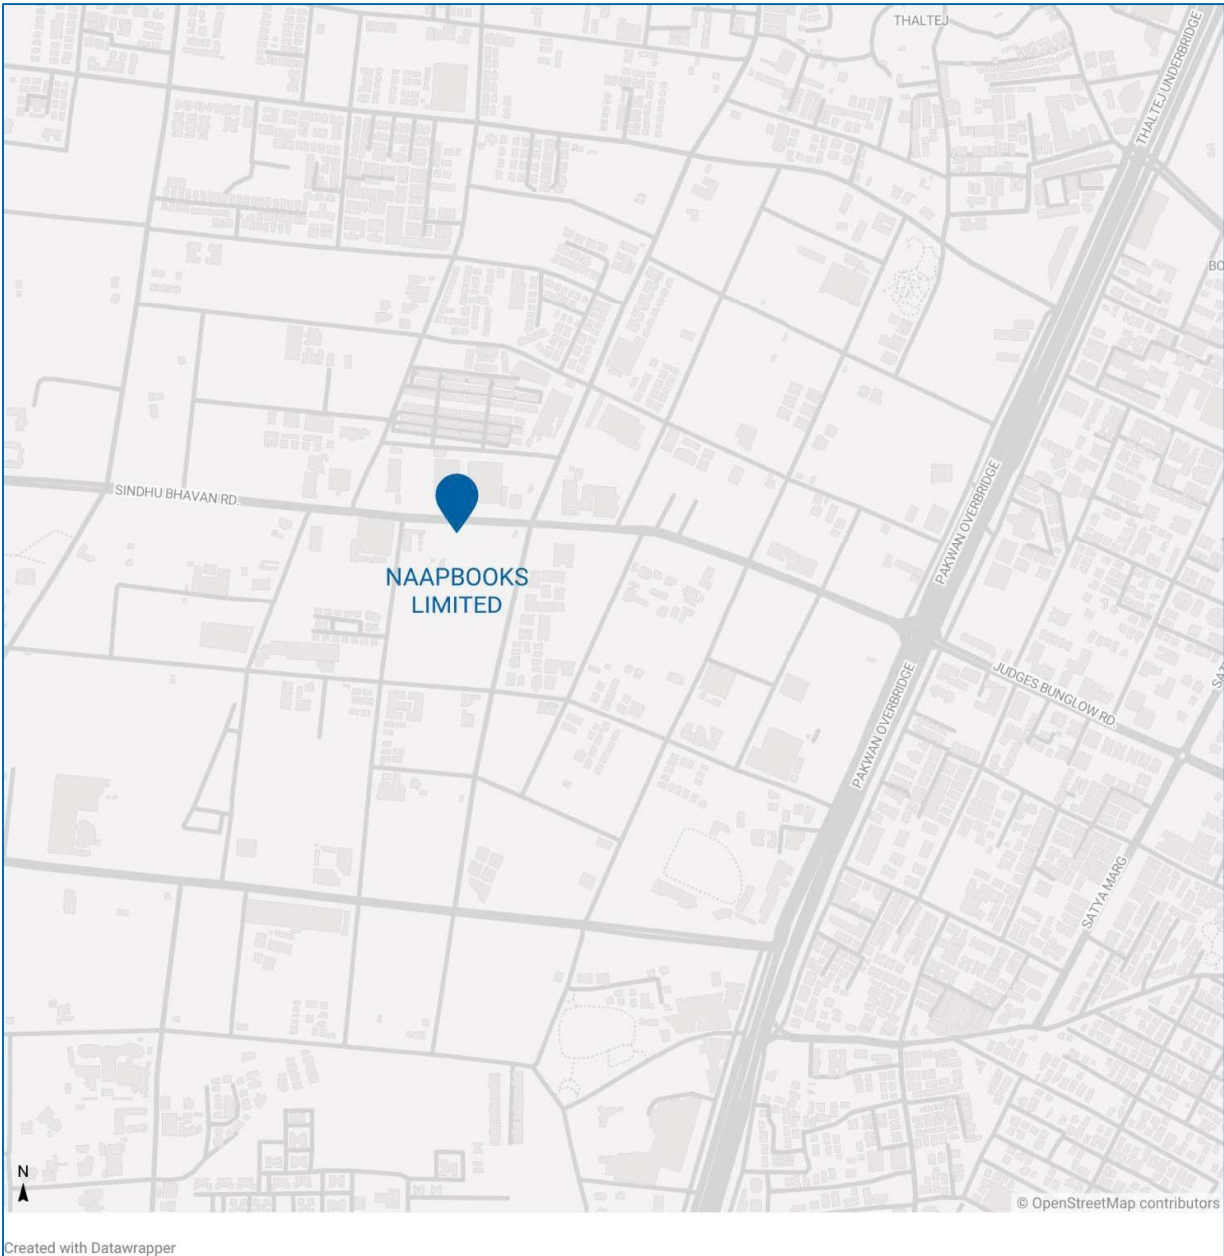 THALTEJ
THALTEJ UNDERBRIDGE
BO
SINDHU BHAVAN RD.
PAKWAN OVERBRIDGE
NAAPBOOKS
LIMITED
JUDGES BUNGLOW RD.
SAT
PAKWAN OVERBRIDGE
SATYA MARG
N
© OpenStreetMap contributors
Created with Datawrapper